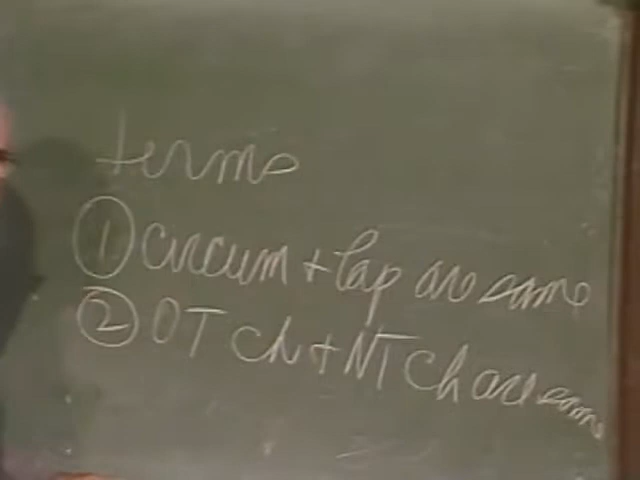 terms
① circum + bap are same
② OT Ch + NT Ch are same